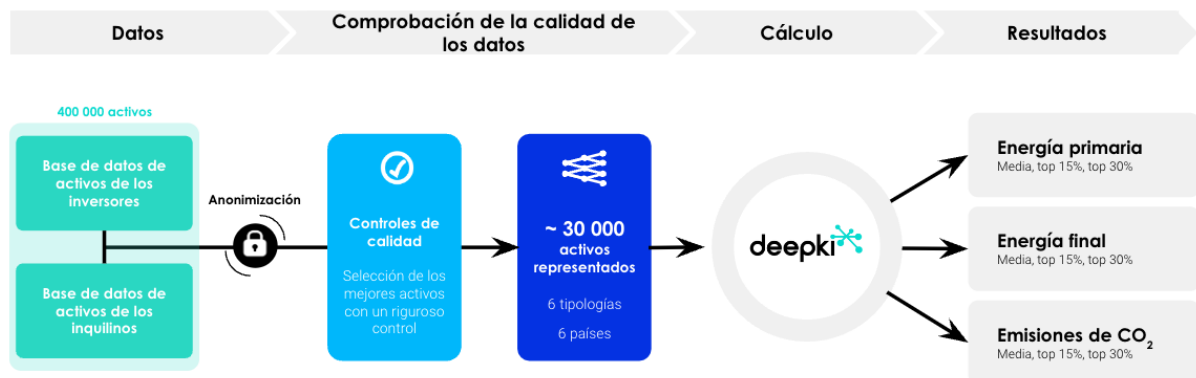 Datos
Comprobación de la calidad de
los datos
Cálculo
Resultados
400 000 activos
Base de datos de
activos de los
inversores
Base de datos de
activos de los
inquilinos
Anonimización
Controles de
calidad
Selección de los
mejores activos
con un riguroso
control
~ 30 000
activos
representados
6 tipologías
6 países
deepki
Energía primaria
Media, top 15%, top 30%
Energía final
Media, top 15%, top 30%
Emisiones de CO2
Media, top 15%, top 30%